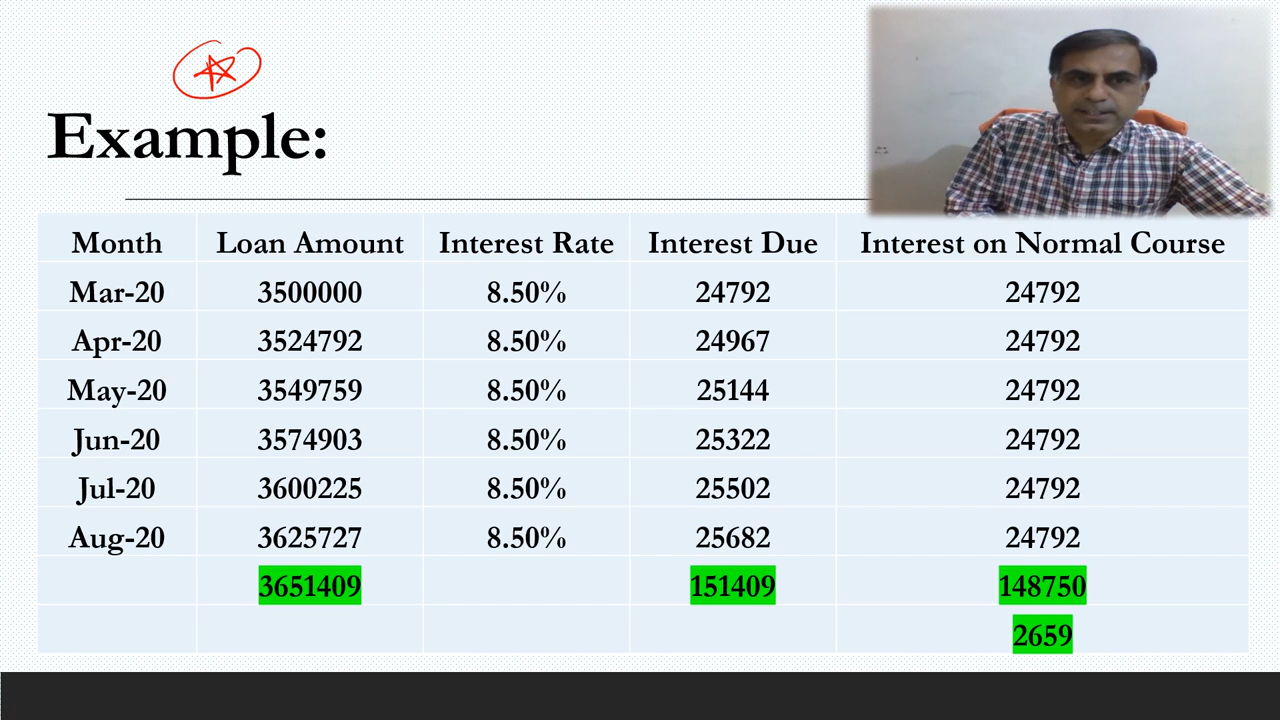 Example:
Month Loan Amount Interest Rate Interest Due Interest on Normal Course
Mar-20 3500000 8.50% 24792 24792
Apr-20 3524792 8.50% 24967 24792
May-20 3549759 8.50% 25144 24792
Jun-20 3574903 8.50% 25322 24792
Jul-20 3600225 8.50% 25502 24792
Aug-20 3625727 8.50% 25682 24792
3651409 151409 148750
2659